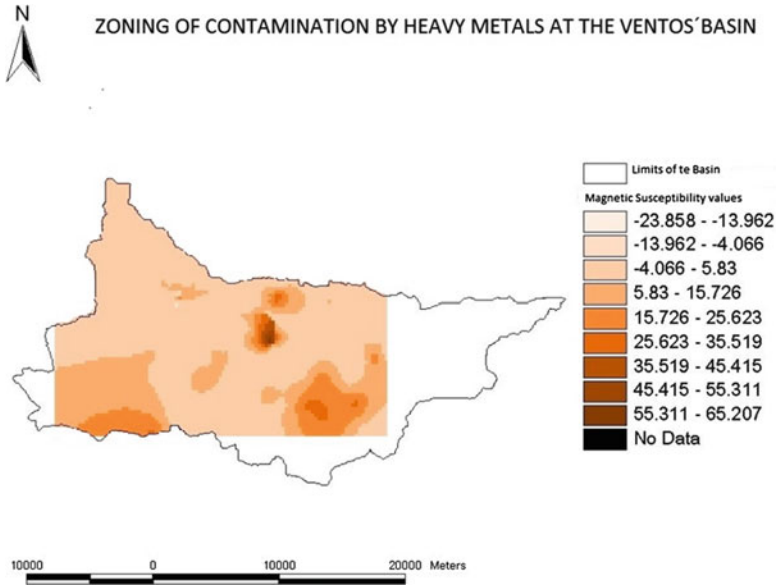 N
ZONING OF CONTAMINATION BY HEAVY METALS AT THE VENTOS´BASIN
Limits of te Basin
Magnetic Susceptibility values
-23.858 - -13.962
-13.962 - -4.066
-4.066 - 5.83
5.83 - 15.726
15.726 - 25.623
25.623 - 35.519
35.519 - 45.415
45.415 - 55.311
55.311 - 65.207
No Data
10000 0 10000 20000 Meters